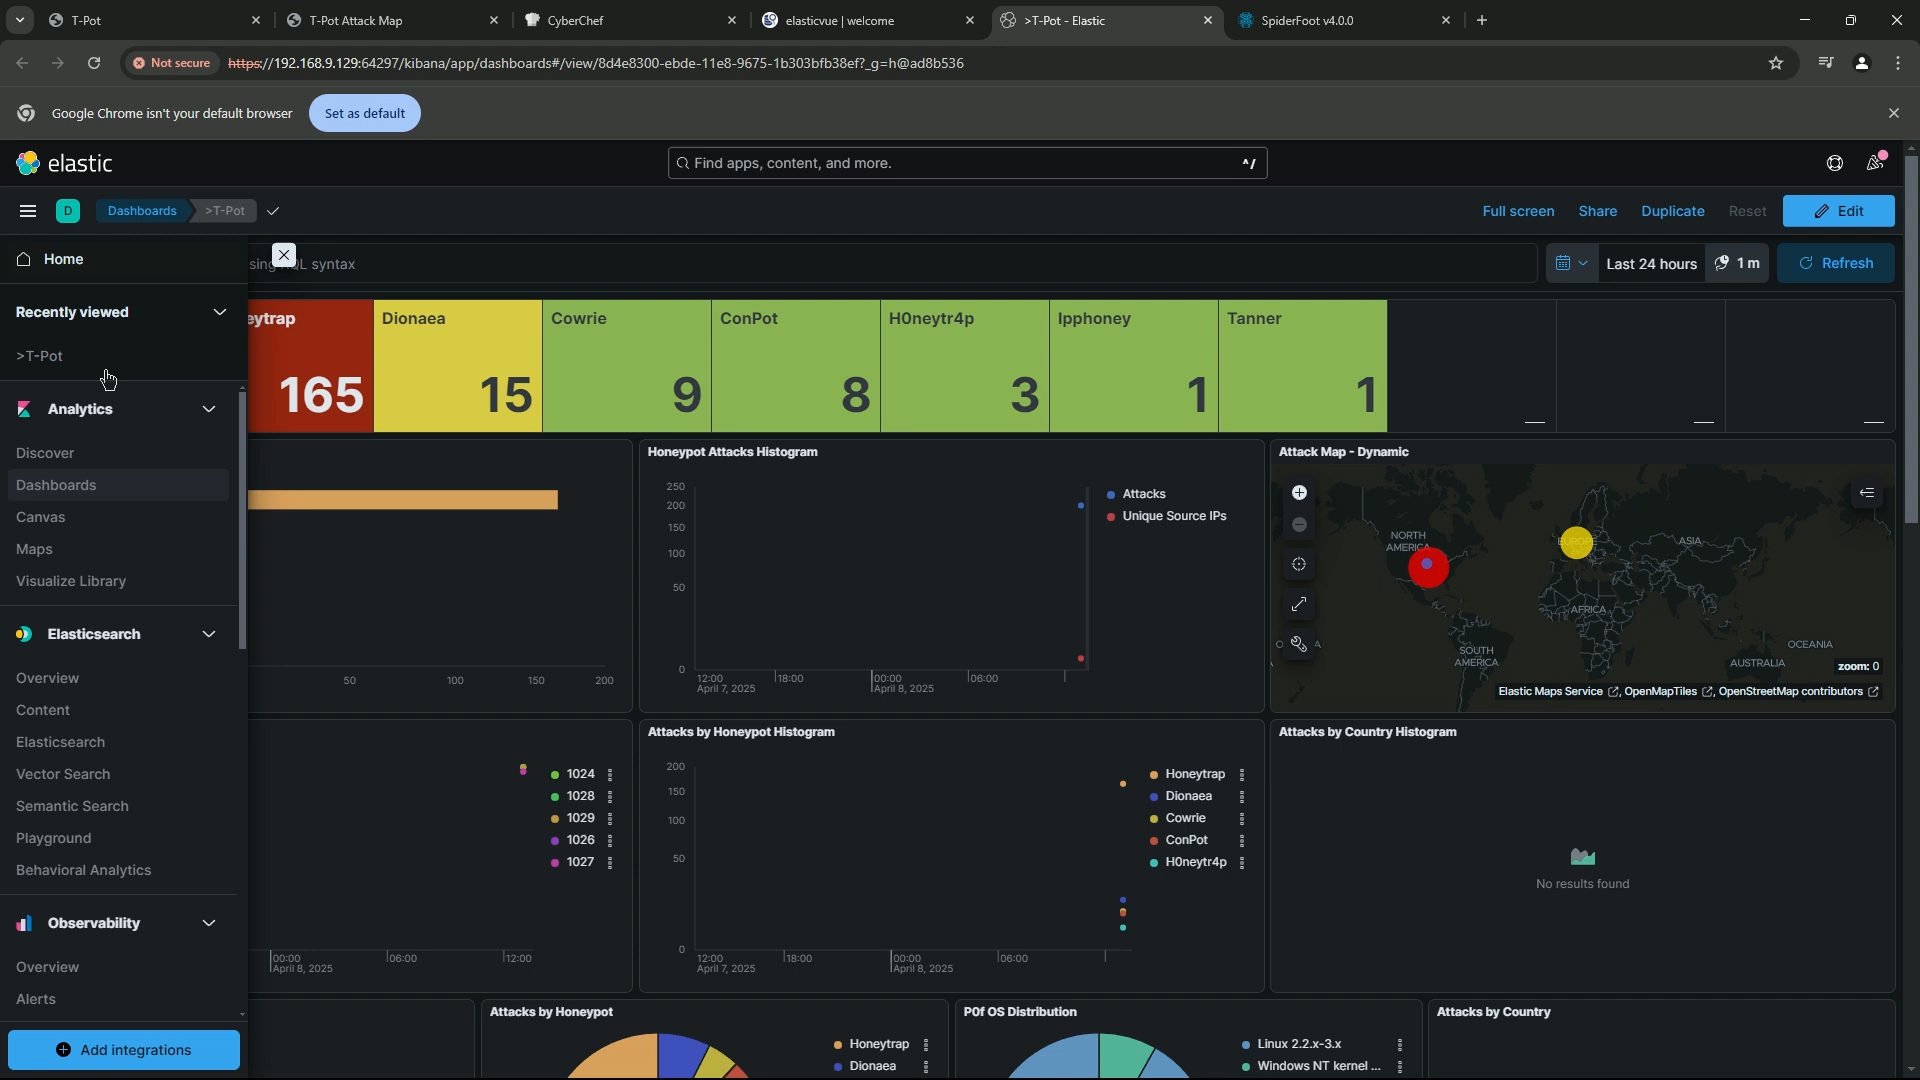 T-Pot
T-Pot Attack Map
CyberChef
elasticvue | welcome
>T-Pot - Elastic
SpiderFoot v4.0.0
Not secure
https://192.168.9.129:64297/kibana/app/dashboards#/view/8d4e8300-ebde-11e8-9675-1b303bfb38ef?_g=h@ad8b536
Google Chrome isn't your default browser
Set as default
elastic
Find apps, content, and more.
^/
D
Dashboards
>T-Pot
Full screen
Share
Duplicate
Reset
Edit
Home
syntax
Last 24 hours
1 m
Refresh
Recently viewed
>T-Pot
eytrap
165
Dionaea
15
Cowrie
9
ConPot
8
H0neytr4p
3
Ipphoney
1
Tanner
1
Analytics
Discover
Dashboards
Canvas
Maps
Visualize Library
Elasticsearch
Overview
Content
Elasticsearch
Vector Search
Semantic Search
Playground
Behavioral Analytics
Observability
Overview
Alerts
Add integrations
50
100
150
200
Honeypot Attacks Histogram
250
200
150
100
50
0
12:00
April 7, 2025
18:00
00:00
April 8, 2025
06:00
Attacks
Unique Source IPs
Attack Map - Dynamic
NORTH
AMERICA
EUROPE
ASIA
AFRICA
SOUTH
AMERICA
OCEANIA
AUSTRALIA
zoom: 0
Elastic Maps Service , OpenMapTiles , OpenStreetMap contributors
1024
1028
1029
1026
1027
00:00
April 8, 2025
06:00
12:00
Attacks by Honeypot Histogram
200
150
100
50
0
12:00
April 7, 2025
18:00
00:00
April 8, 2025
06:00
Honeytrap
Dionaea
Cowrie
ConPot
H0neytr4p
Attacks by Country Histogram
No results found
Attacks by Honeypot
Honeytrap
Dionaea
P0f OS Distribution
Linux 2.2.x-3.x
Windows NT kernel ...
Attacks by Country